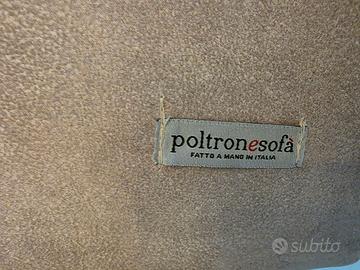 poltronesofà
FATTO A MANO IN ITALIA
subito